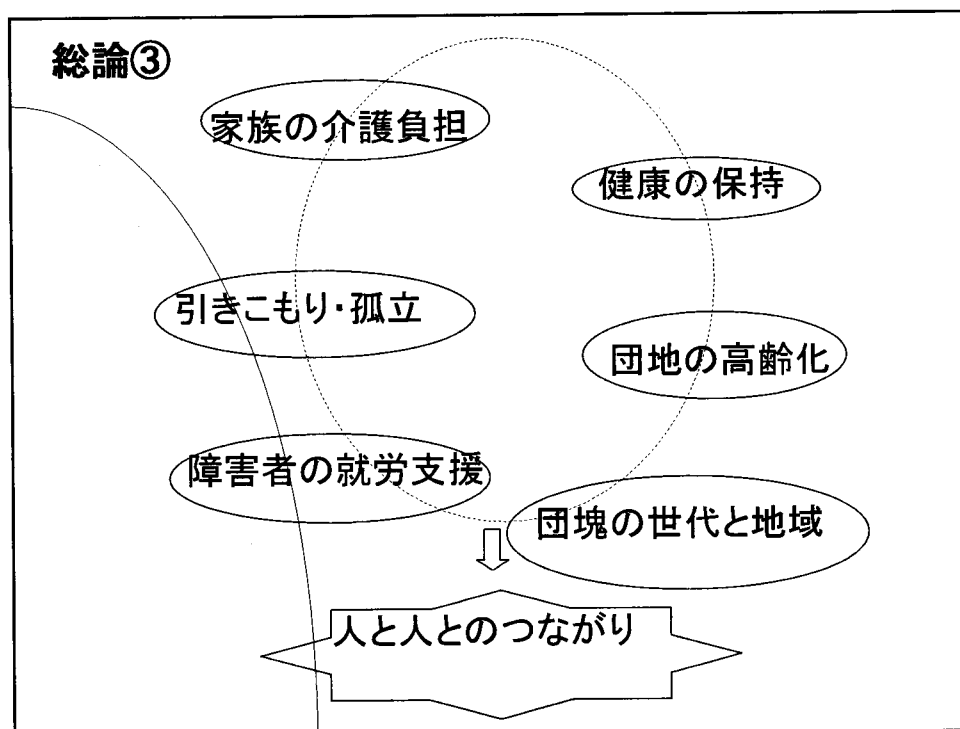 総論③
家族の介護負担
健康の保持
引きこもり・孤立
団地の高齢化
障害者の就労支援
団塊の世代と地域
人と人とのつながり